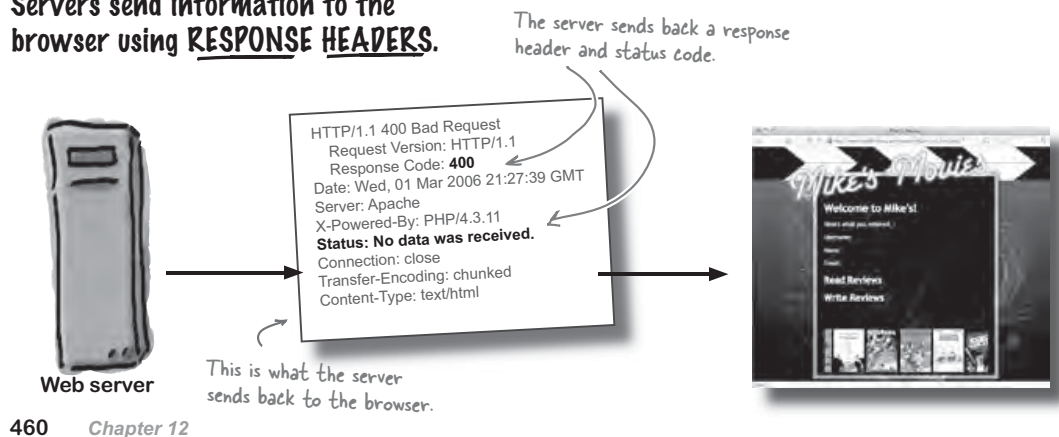 Servers send information to the
browser using RESPONSE HEADERS.
The server sends back a response
header and status code.
HTTP/1.1 400 Bad Request
Request Version: HTTP/1.1
Response Code: 400
Date: Wed, 01 Mar 2006 21:27:39 GMT
Server: Apache
X-Powered-By: PHP/4.3.11
Status: No data was received.
Connection: close
Transfer-Encoding: chunked
Content-Type: text/html
Mike's Movies
Welcome to Mike's!
Read Reviews
Write Reviews
Web server
This is what the server
sends back to the browser.
460 Chapter 12